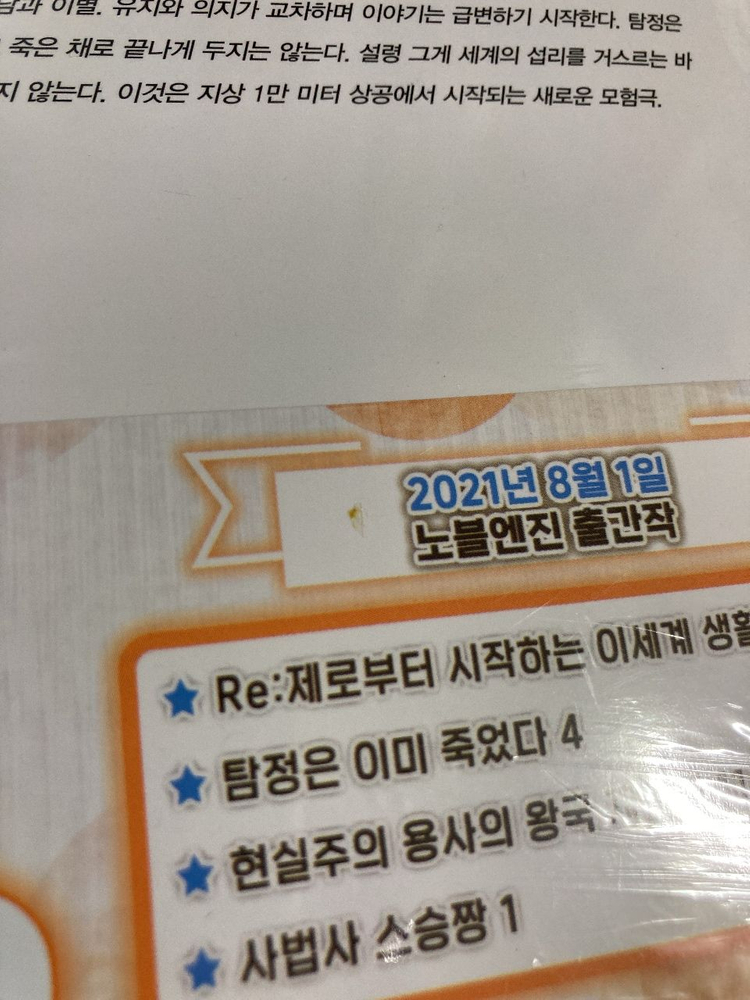 이별. 유지와 의지가 교차하며 이야기는 급변하기 시작한다. 탐정은
죽은 채로 끝나게 두지는 않는다. 설령 그게 세계의 섭리를 거스르는 바
지 않는다. 이것은 지상 1만 미터 상공에서 시작되는 새로운 모험극.
2021년 8월 1일
노블엔진 출간작
★ Re:제로부터 시작하는 이세계 생활
★ 탐정은 이미 죽었다 4
★ 현실주의 용사의 왕국
★ 사법사 스승짱 1